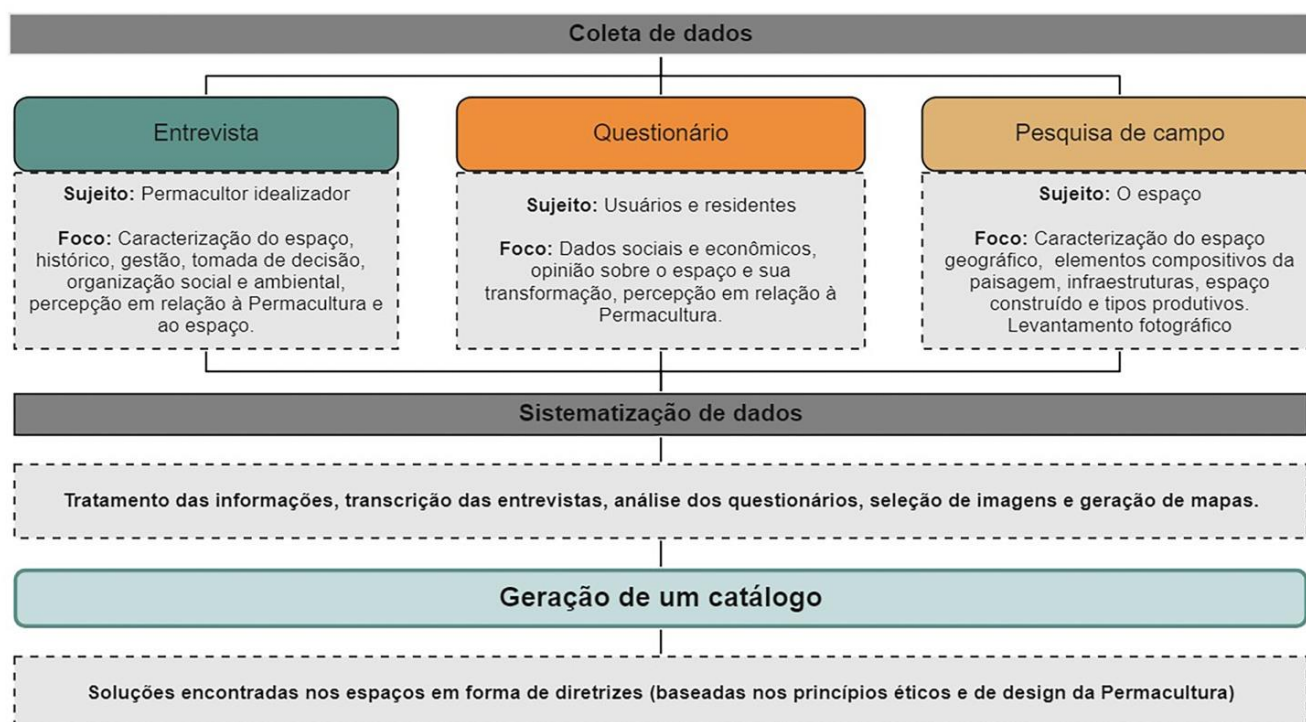 Coleta de dados
Entrevista
Sujeito: Permacultor idealizador
Foco: Caracterização do espaço,
histórico, gestão, tomada de decisão,
organização social e ambiental,
percepção em relação à Permacultura e
ao espaço.
Questionário
Sujeito: Usuários e residentes
Foco: Dados sociais e econômicos,
opinião sobre o espaço e sua
transformação, percepção em relação à
Permacultura.
Pesquisa de campo
Sujeito: O espaço
Foco: Caracterização do espaço
geográfico, elementos compositivos da
paisagem, infraestruturas, espaço
construído e tipos produtivos.
Levantamento fotográfico
Sistematização de dados
Tratamento das informações, transcrição das entrevistas, análise dos questionários, seleção de imagens e geração de mapas.
Geração de um catálogo
Soluções encontradas nos espaços em forma de diretrizes (baseadas nos princípios éticos e de design da Permacultura)